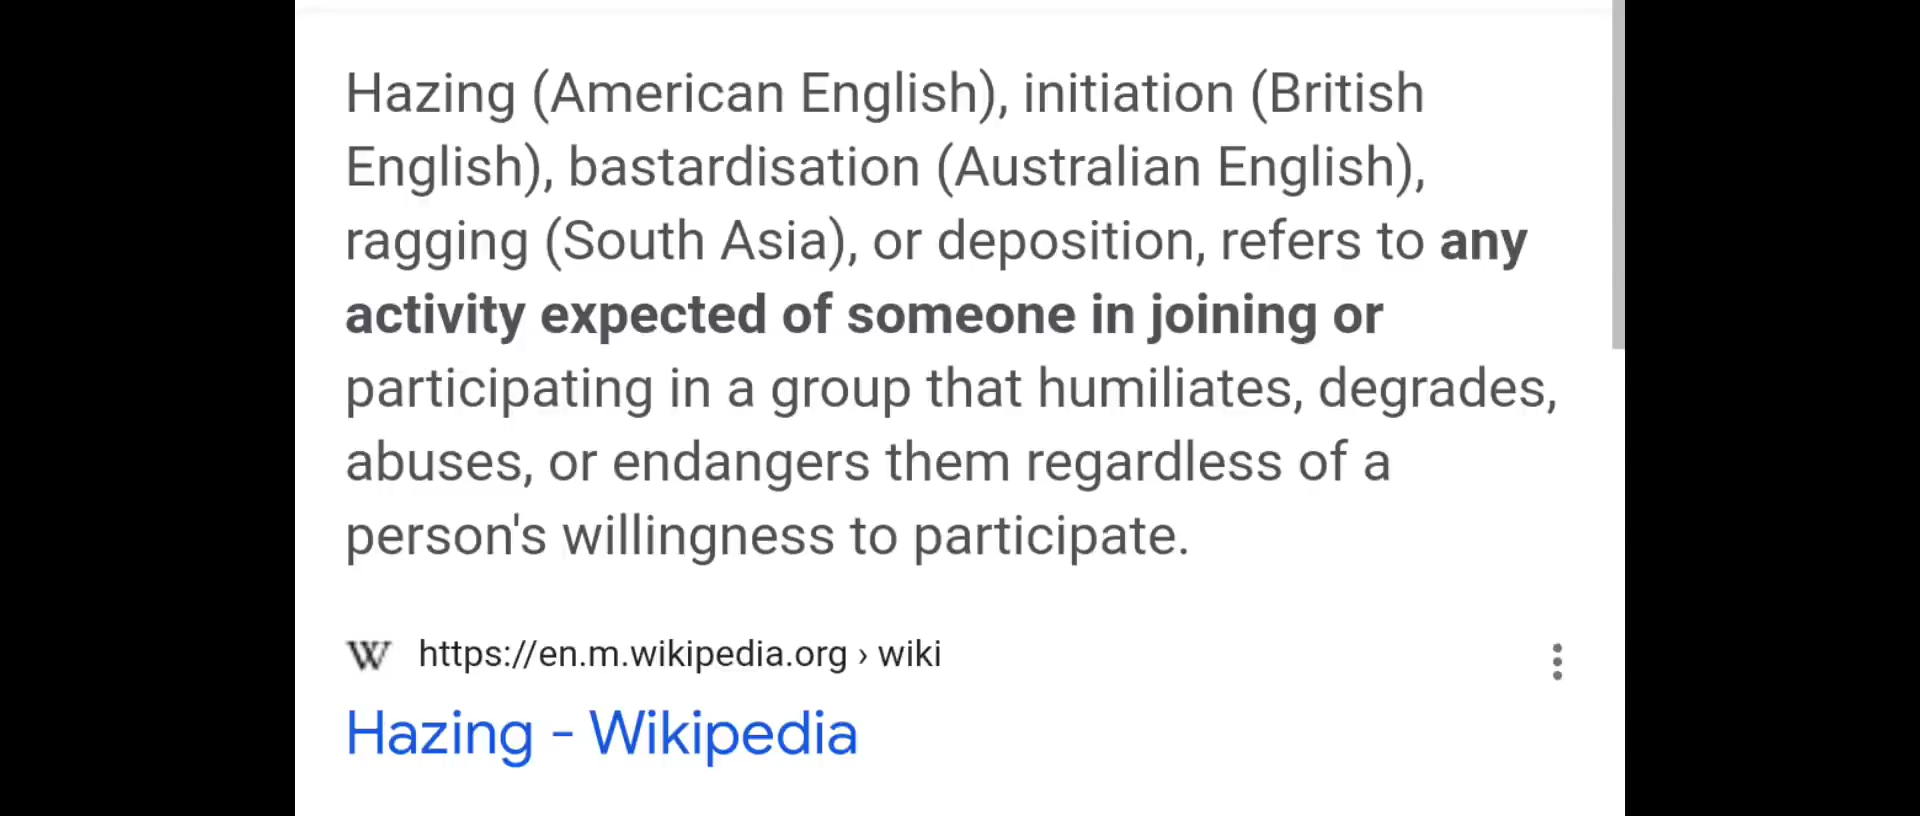 Hazing (American English), initiation (British
English), bastardisation (Australian English),
ragging (South Asia), or deposition, refers to any
activity expected of someone in joining or
participating in a group that humiliates, degrades,
abuses, or endangers them regardless of a
person's willingness to participate.
W https://en.m.wikipedia.org › wiki
Hazing - Wikipedia